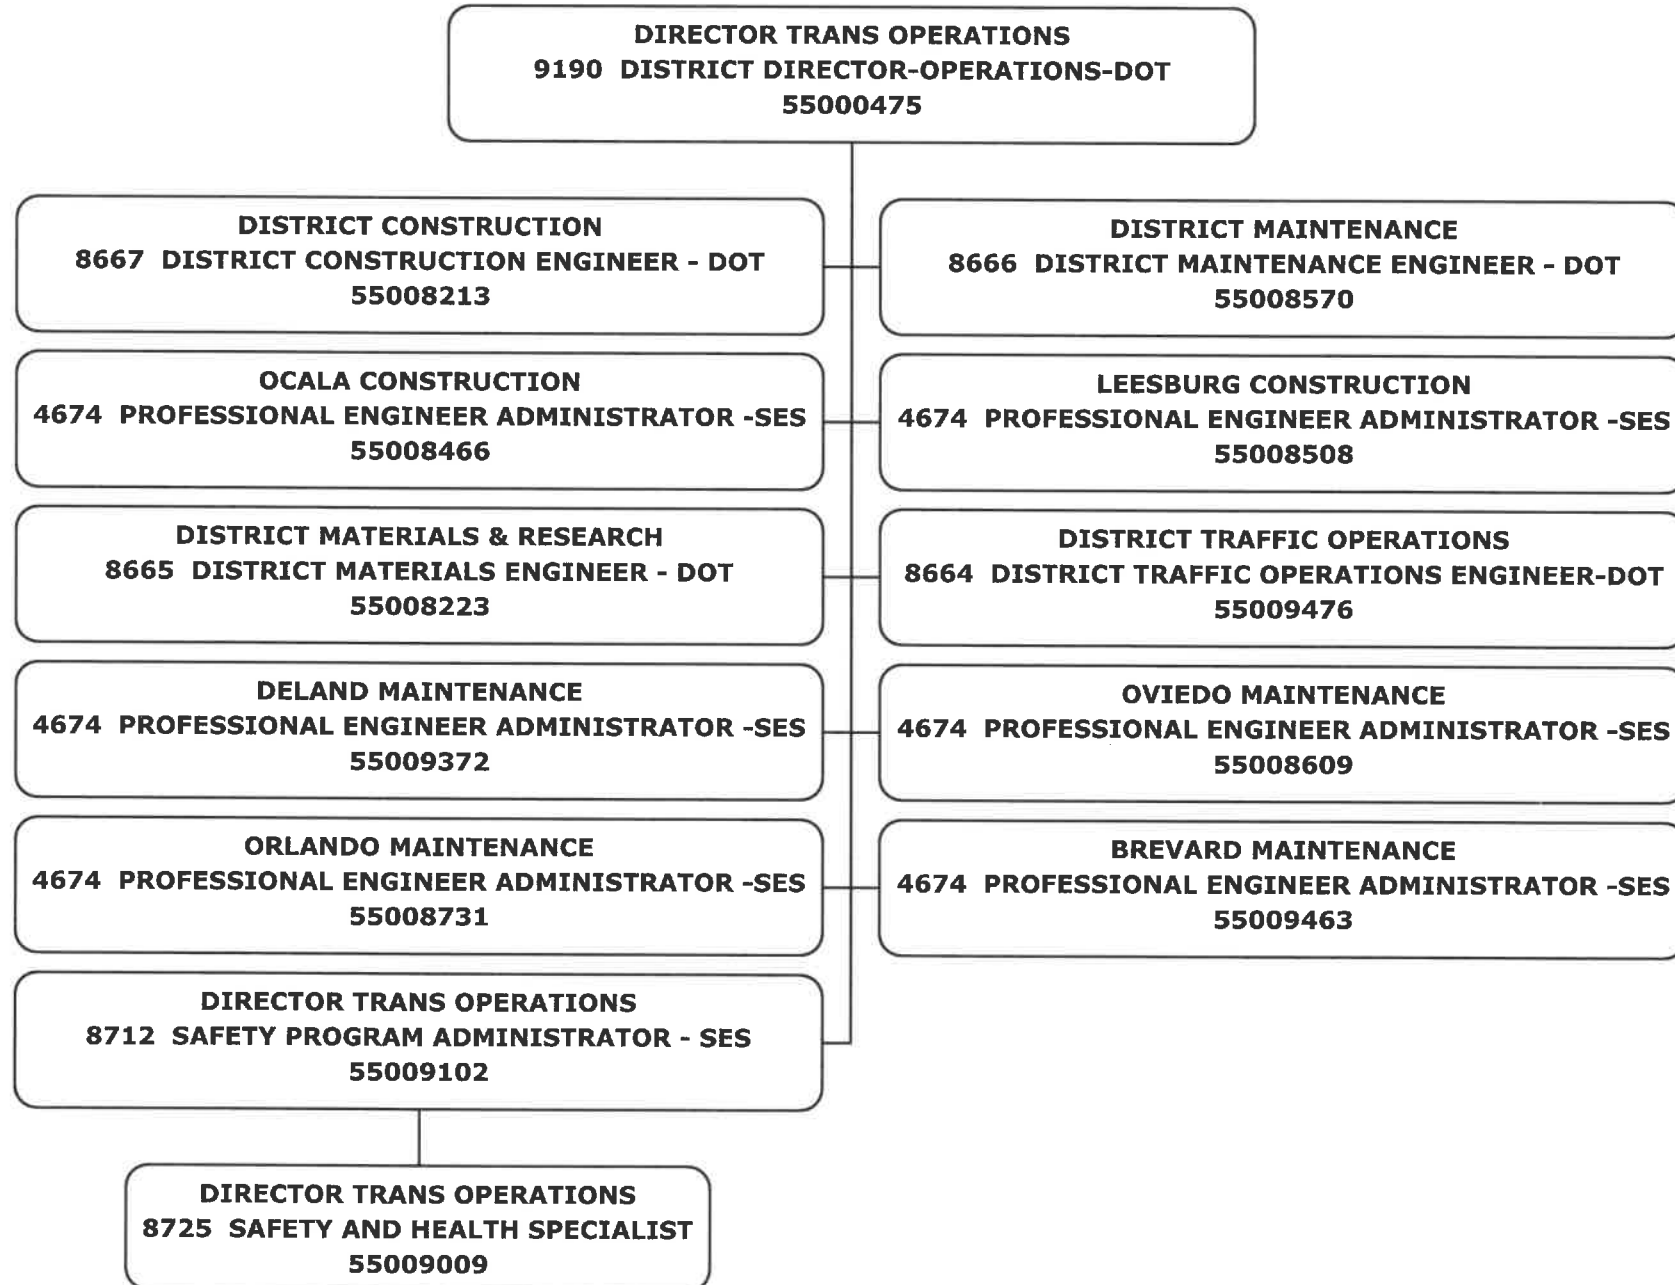 DIRECTOR TRANS OPERATIONS
9190 DISTRICT DIRECTOR-OPERATIONS-DOT
55000475
DISTRICT CONSTRUCTION
8667 DISTRICT CONSTRUCTION ENGINEER - DOT
55008213
DISTRICT MAINTENANCE
8666 DISTRICT MAINTENANCE ENGINEER - DOT
55008570
OCALA CONSTRUCTION
4674 PROFESSIONAL ENGINEER ADMINISTRATOR -SES
55008466
LEESBURG CONSTRUCTION
4674 PROFESSIONAL ENGINEER ADMINISTRATOR -SES
55008508
DISTRICT MATERIALS & RESEARCH
8665 DISTRICT MATERIALS ENGINEER - DOT
55008223
DISTRICT TRAFFIC OPERATIONS
8664 DISTRICT TRAFFIC OPERATIONS ENGINEER-DOT
55009476
DELAND MAINTENANCE
4674 PROFESSIONAL ENGINEER ADMINISTRATOR -SES
55009372
OVIEDO MAINTENANCE
4674 PROFESSIONAL ENGINEER ADMINISTRATOR -SES
55008609
ORLANDO MAINTENANCE
4674 PROFESSIONAL ENGINEER ADMINISTRATOR -SES
55008731
BREVARD MAINTENANCE
4674 PROFESSIONAL ENGINEER ADMINISTRATOR -SES
55009463
DIRECTOR TRANS OPERATIONS
8712 SAFETY PROGRAM ADMINISTRATOR - SES
55009102
DIRECTOR TRANS OPERATIONS
8725 SAFETY AND HEALTH SPECIALIST
55009009